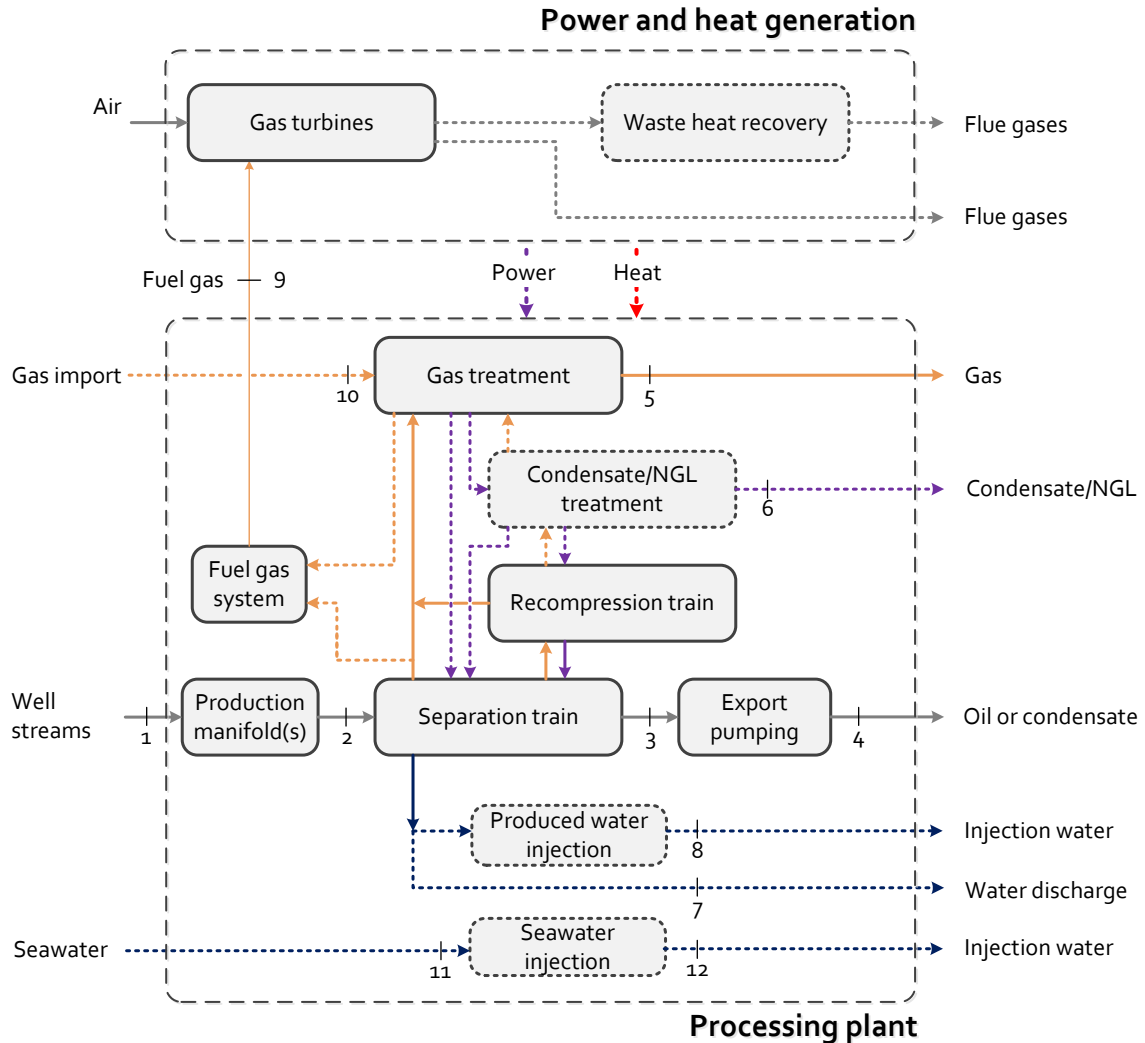 Power and heat generation
Air
Gas turbines
Waste heat recovery
Flue gases
Flue gases
Power
Heat
Fuel gas
9
Gas import
10
Gas treatment
5
Gas
Condensate/NGL
treatment
6
Condensate/NGL
Fuel gas
system
Recompression train
Well
streams
1
Production
manifold(s)
2
Separation train
3
Export
pumping
4
Oil or condensate
Produced water
injection
8
Injection water
7
Water discharge
Seawater
11
Seawater
injection
12
Injection water
Processing plant